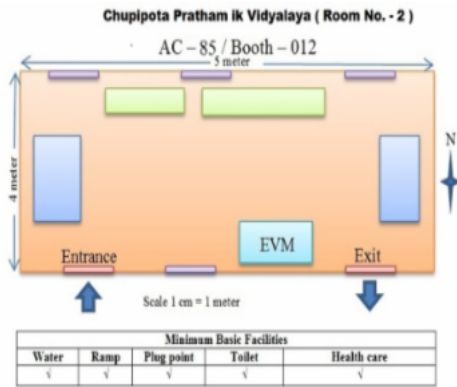 Chupipota Pratham ik Vidyalaya ( Room No. - 2 )
AC – 85 / Booth – 012
5 meter
4 meter
N
EVM
Entrance
Exit
Scale 1 cm = 1 meter
Minimum Basic Facilities
Water Ramp Plug point Toilet Health care
√ √ √ √ √